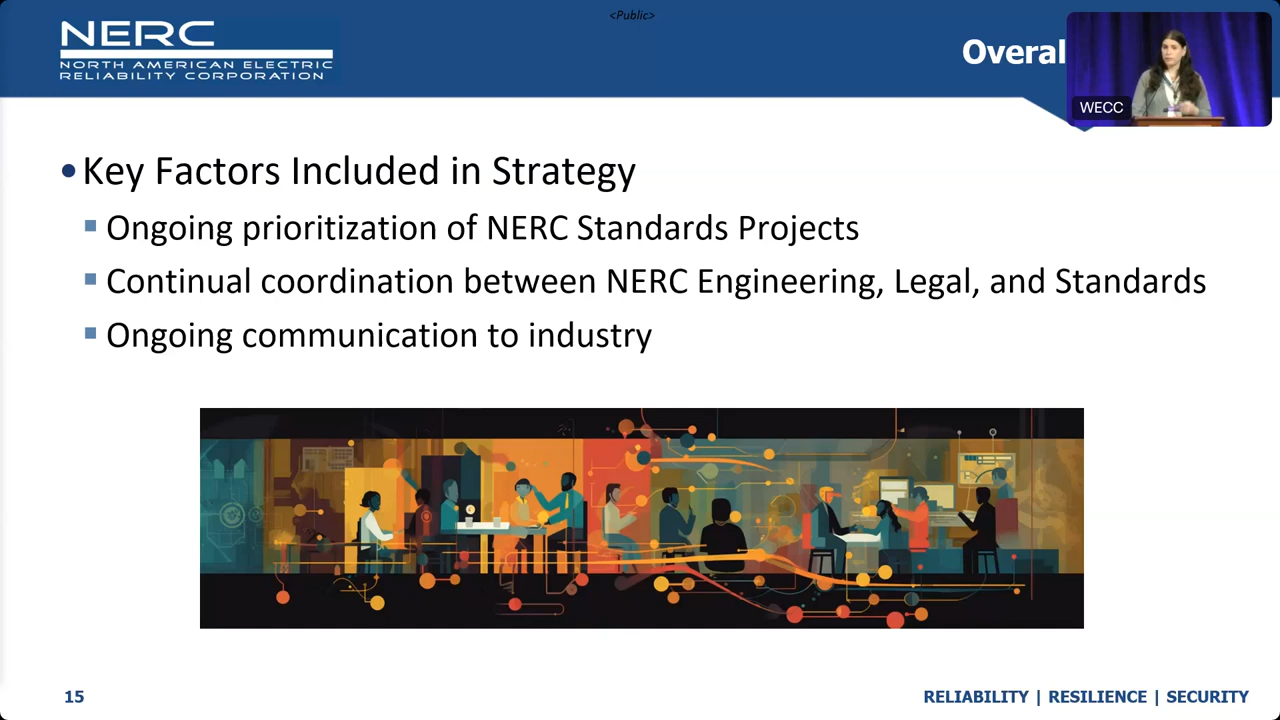 <Public>
NERC
NORTH AMERICAN ELECTRIC
RELIABILITY CORPORATION
WECC
•Key Factors Included in Strategy
▪ Ongoing prioritization of NERC Standards Projects
▪ Continual coordination between NERC Engineering, Legal, and Standards
▪ Ongoing communication to industry
15
RELIABILITY | RESILIENCE | SECURITY